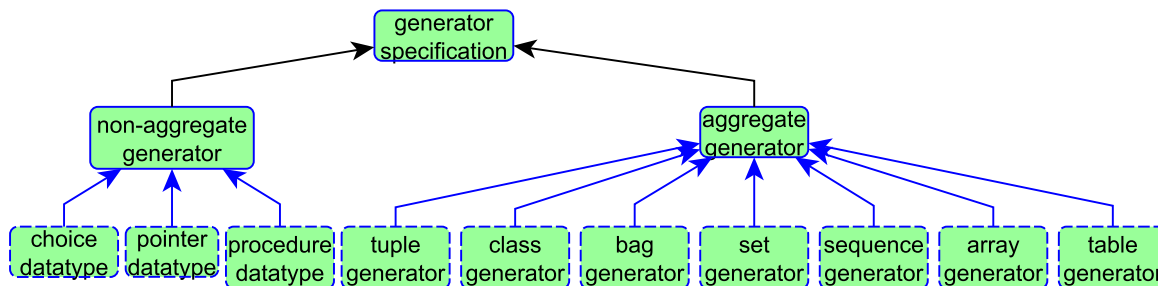 generator
specification
non-aggregate
generator
aggregate
generator
choice
datatype
pointer
datatype
procedure
datatype
tuple
generator
class
generator
bag
generator
set
generator
sequence
generator
array
generator
table
generator